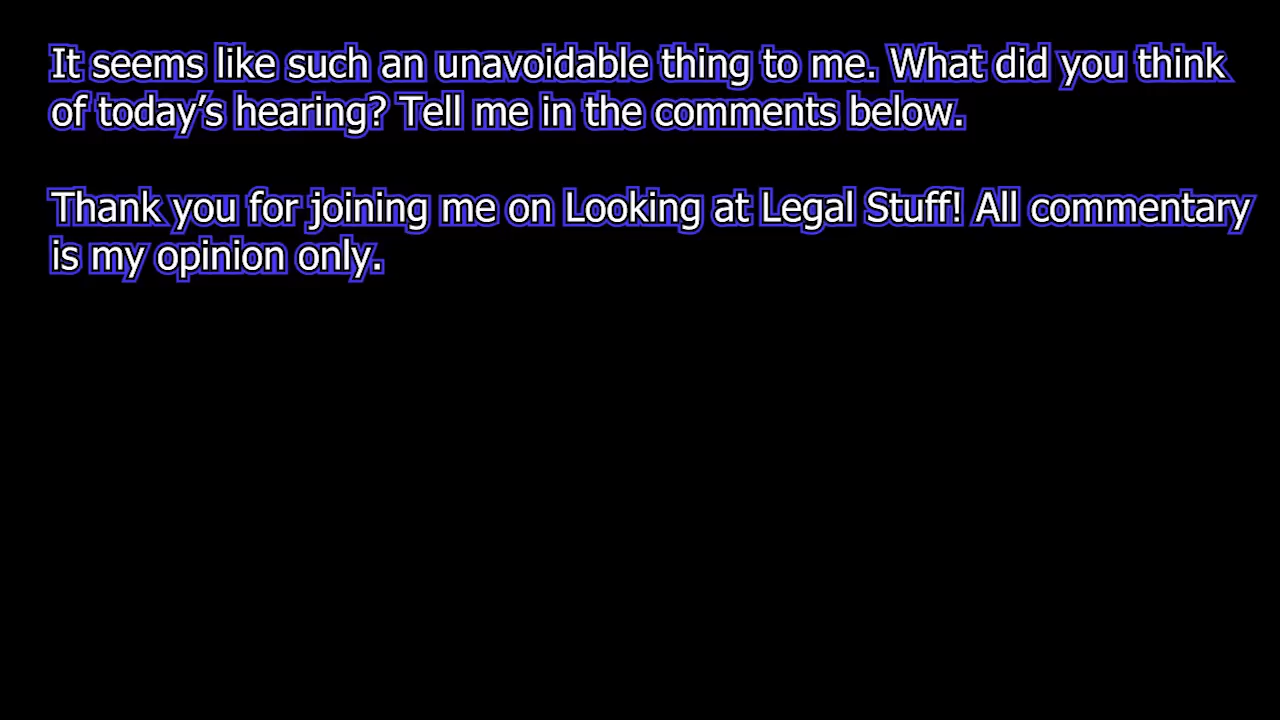 It seems like such an unavoidable thing to me. What did you think
of today’s hearing? Tell me in the comments below.
Thank you for joining me on Looking at Legal Stuff! All commentary
is my opinion only.